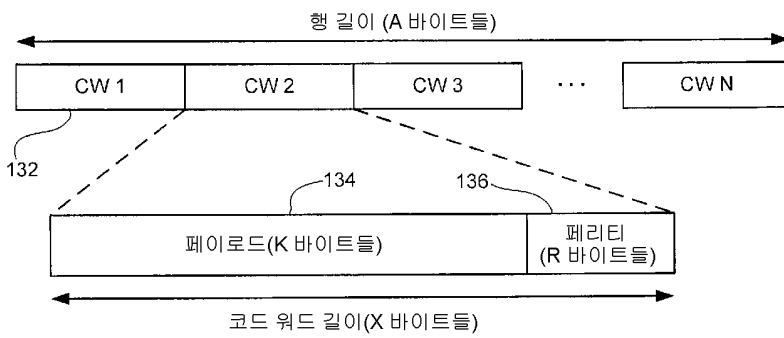 행 길이 (A 바이트들)
CW 1 CW 2 CW 3 ... CW N
132
134 136
페이로드(K 바이트들) 페리티
(R 바이트들)
코드 워드 길이(X 바이트들)